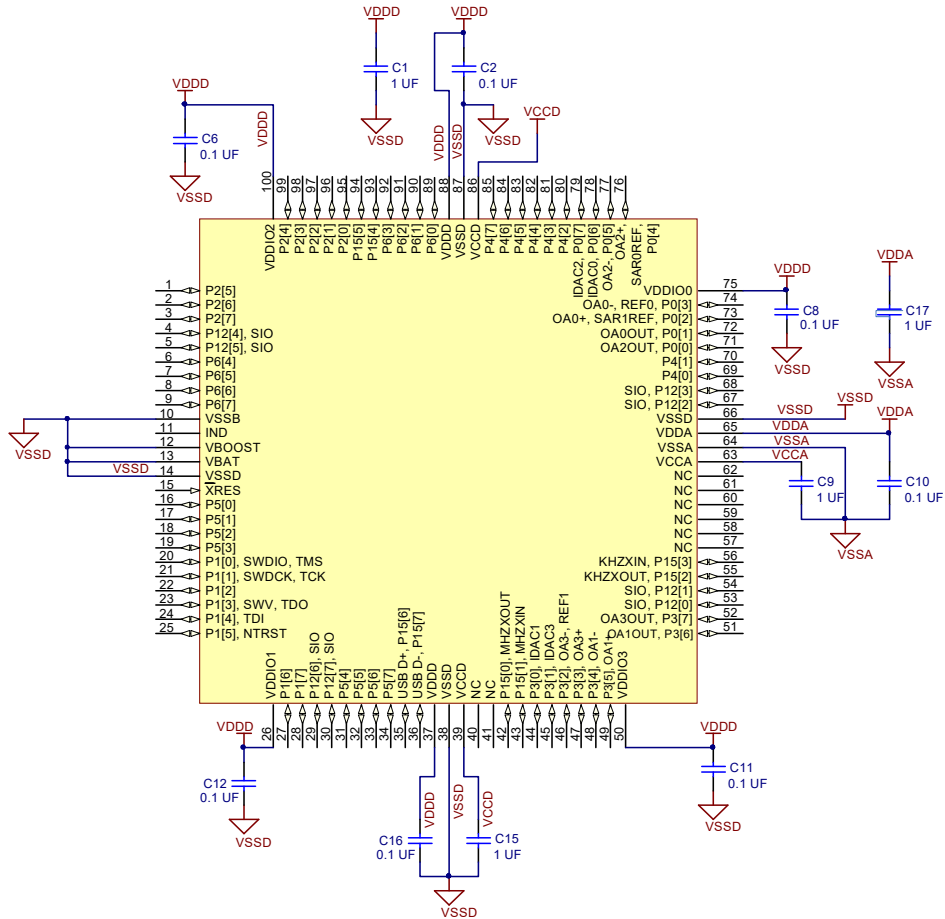 VDDD
VDDD
C1
1 UF
VSSD
C2
0.1 UF
VSSD
VDDD
C6
0.1 UF
VSSD
VDDD
VDDD
VSSD
VCCD
100
99
98
97
96
95
94
93
92
91
90
89
88
87
86
85
84
83
82
81
80
79
78
77
76
VDDIO2
P2[4]
P2[3]
P2[2]
P2[1]
P2[0]
P15[5]
P15[4]
P6[3]
P6[2]
P6[1]
P6[0]
VDDD
VSSD
VCCD
P4[7]
P4[6]
P4[5]
P4[4]
P4[3]
P4[2]
IDAC2, P0[7]
IDAC0, P0[6]
OA2-, P0[5]
OA2+,
SAR0REF,
P0[4]
1 P2[5]
2 P2[6]
3 P2[7]
4 P12[4], SIO
5 P12[5], SIO
6 P6[4]
7 P6[5]
8 P6[6]
9 P6[7]
10 VSSB
11 IND
12 VBOOST
13 VBAT
VSSD 14 VSSD
15 XRES
16 P5[0]
17 P5[1]
18 P5[2]
19 P5[3]
20 P1[0], SWDIO, TMS
21 P1[1], SWDCK, TCK
22 P1[2]
23 P1[3], SWV, TDO
24 P1[4], TDI
25 P1[5], NTRST
VSSD
VDDIO0 75
OA0-, REF0, P0[3] 74
OA0+, SAR1REF, P0[2] 73
OA0OUT, P0[1] 72
OA2OUT, P0[0] 71
P4[1] 70
P4[0] 69
SIO, P12[3] 68
SIO, P12[2] 67
VSSD 66 VSSD
VDDA 65 VDDA
VSSA 64 VSSA
VCCA 63 VCCA
NC 62
NC 61
NC 60
NC 59
NC 58
NC 57
KHZXIN, P15[3] 56
KHZXOUT, P15[2] 55
SIO, P12[1] 54
SIO, P12[0] 53
OA3OUT, P3[7] 52
OA1OUT, P3[6] 51
VDDD
C8
0.1 UF
VSSD
VDDA
C17
1 UF
VSSA
VSSD
VDDA
C9
1 UF
C10
0.1 UF
VSSA
VDDIO1
P1[6]
P1[7]
P12[6], SIO
P12[7], SIO
P5[4]
P5[5]
P5[6]
P5[7]
USB D+, P15[6]
USB D-, P15[7]
VDDD
VSSD
VCCD
NC
NC
P15[0], MHZXOUT
P15[1], MHZXIN
P3[0], IDAC1
P3[1], IDAC3
P3[2], OA3-, REF1
P3[3], OA3+
P3[4], OA1-
P3[5], OA1+
VDDIO3
26
27
28
29
30
31
32
33
34
35
36
37
38
39
40
41
42
43
44
45
46
47
48
49
50
VDDD
C12
0.1 UF
VSSD
VDDD
VSSD
VCCD
C16
0.1 UF
C15
1 UF
VSSD
VDDD
C11
0.1 UF
VSSD